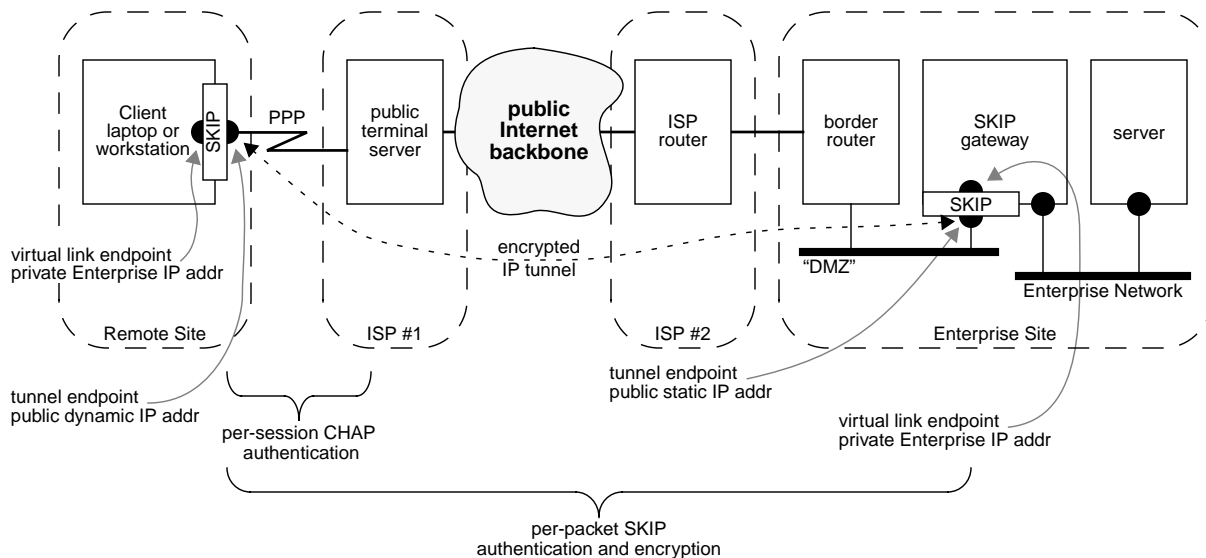 Client
laptop or
workstation
SKIP
PPP
public
terminal
server
public
Internet
backbone
ISP
router
border
router
SKIP
gateway
SKIP
server
virtual link endpoint
private Enterprise IP addr
encrypted
IP tunnel
“DMZ”
Enterprise Network
Remote Site
ISP #1
ISP #2
Enterprise Site
tunnel endpoint
public dynamic IP addr
tunnel endpoint
public static IP addr
per-session CHAP
authentication
virtual link endpoint
private Enterprise IP addr
per-packet SKIP
authentication and encryption